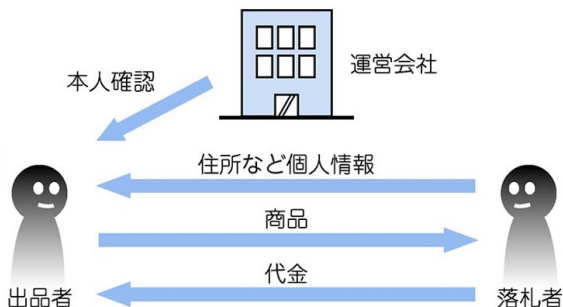 運営会社
本人確認
住所など個人情報
商品
代金
出品者
落札者